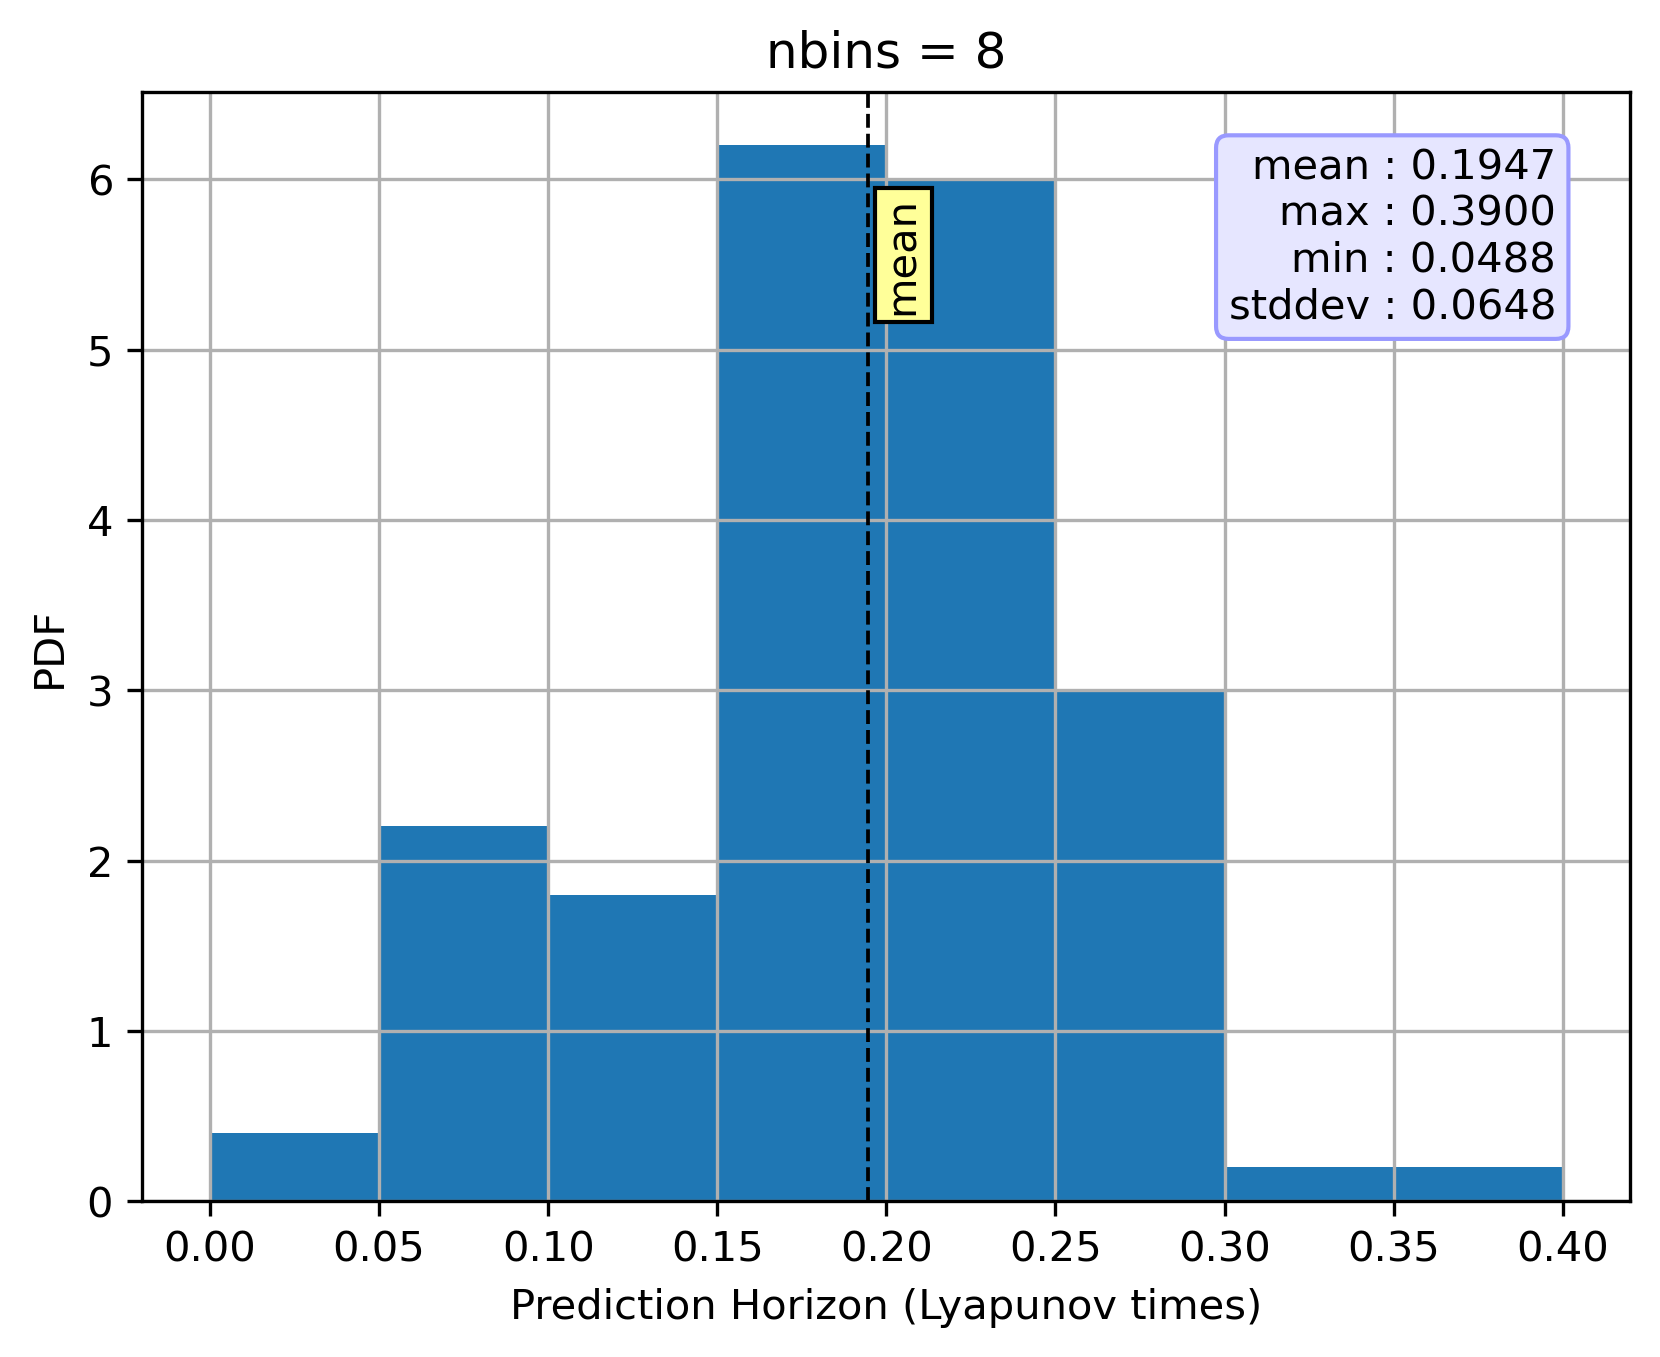 nbins = 8
mean : 0.1947
max : 0.3900
min : 0.0488
stddev : 0.0648
mean
6
5
4
3
2
1
0
PDF
0.00 0.05 0.10 0.15 0.20 0.25 0.30 0.35 0.40
Prediction Horizon (Lyapunov times)